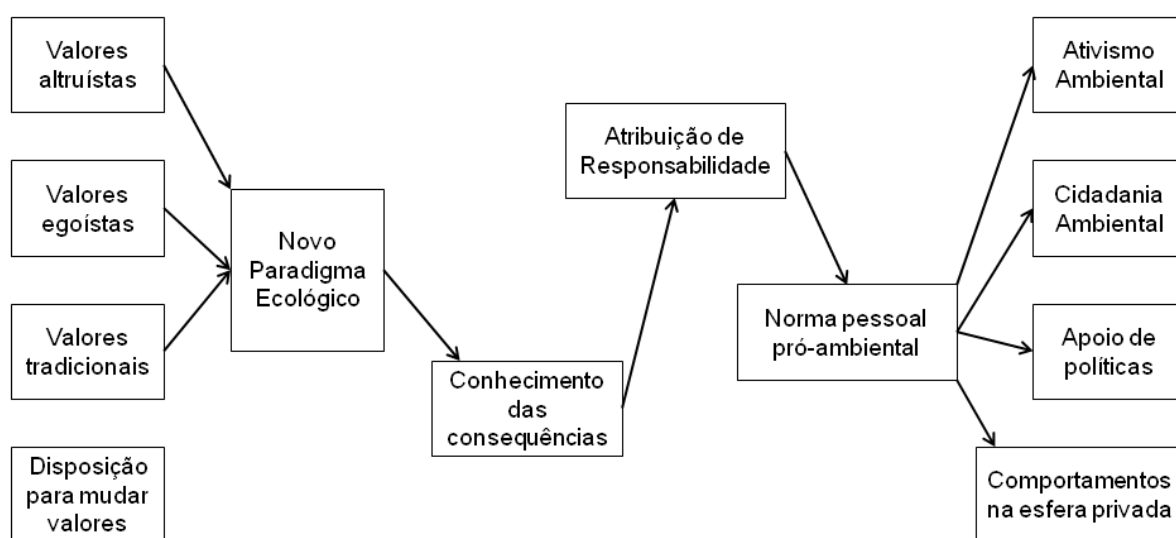 Valores
altruístas
Valores
egoístas
Valores
tradicionais
Disposição
para mudar
valores
Novo
Paradigma
Ecológico
Conhecimento
das
consequências
Atribuição de
Responsabilidade
Norma pessoal
pró-ambiental
Ativismo
Ambiental
Cidadania
Ambiental
Apoio de
políticas
Comportamentos
na esfera privada